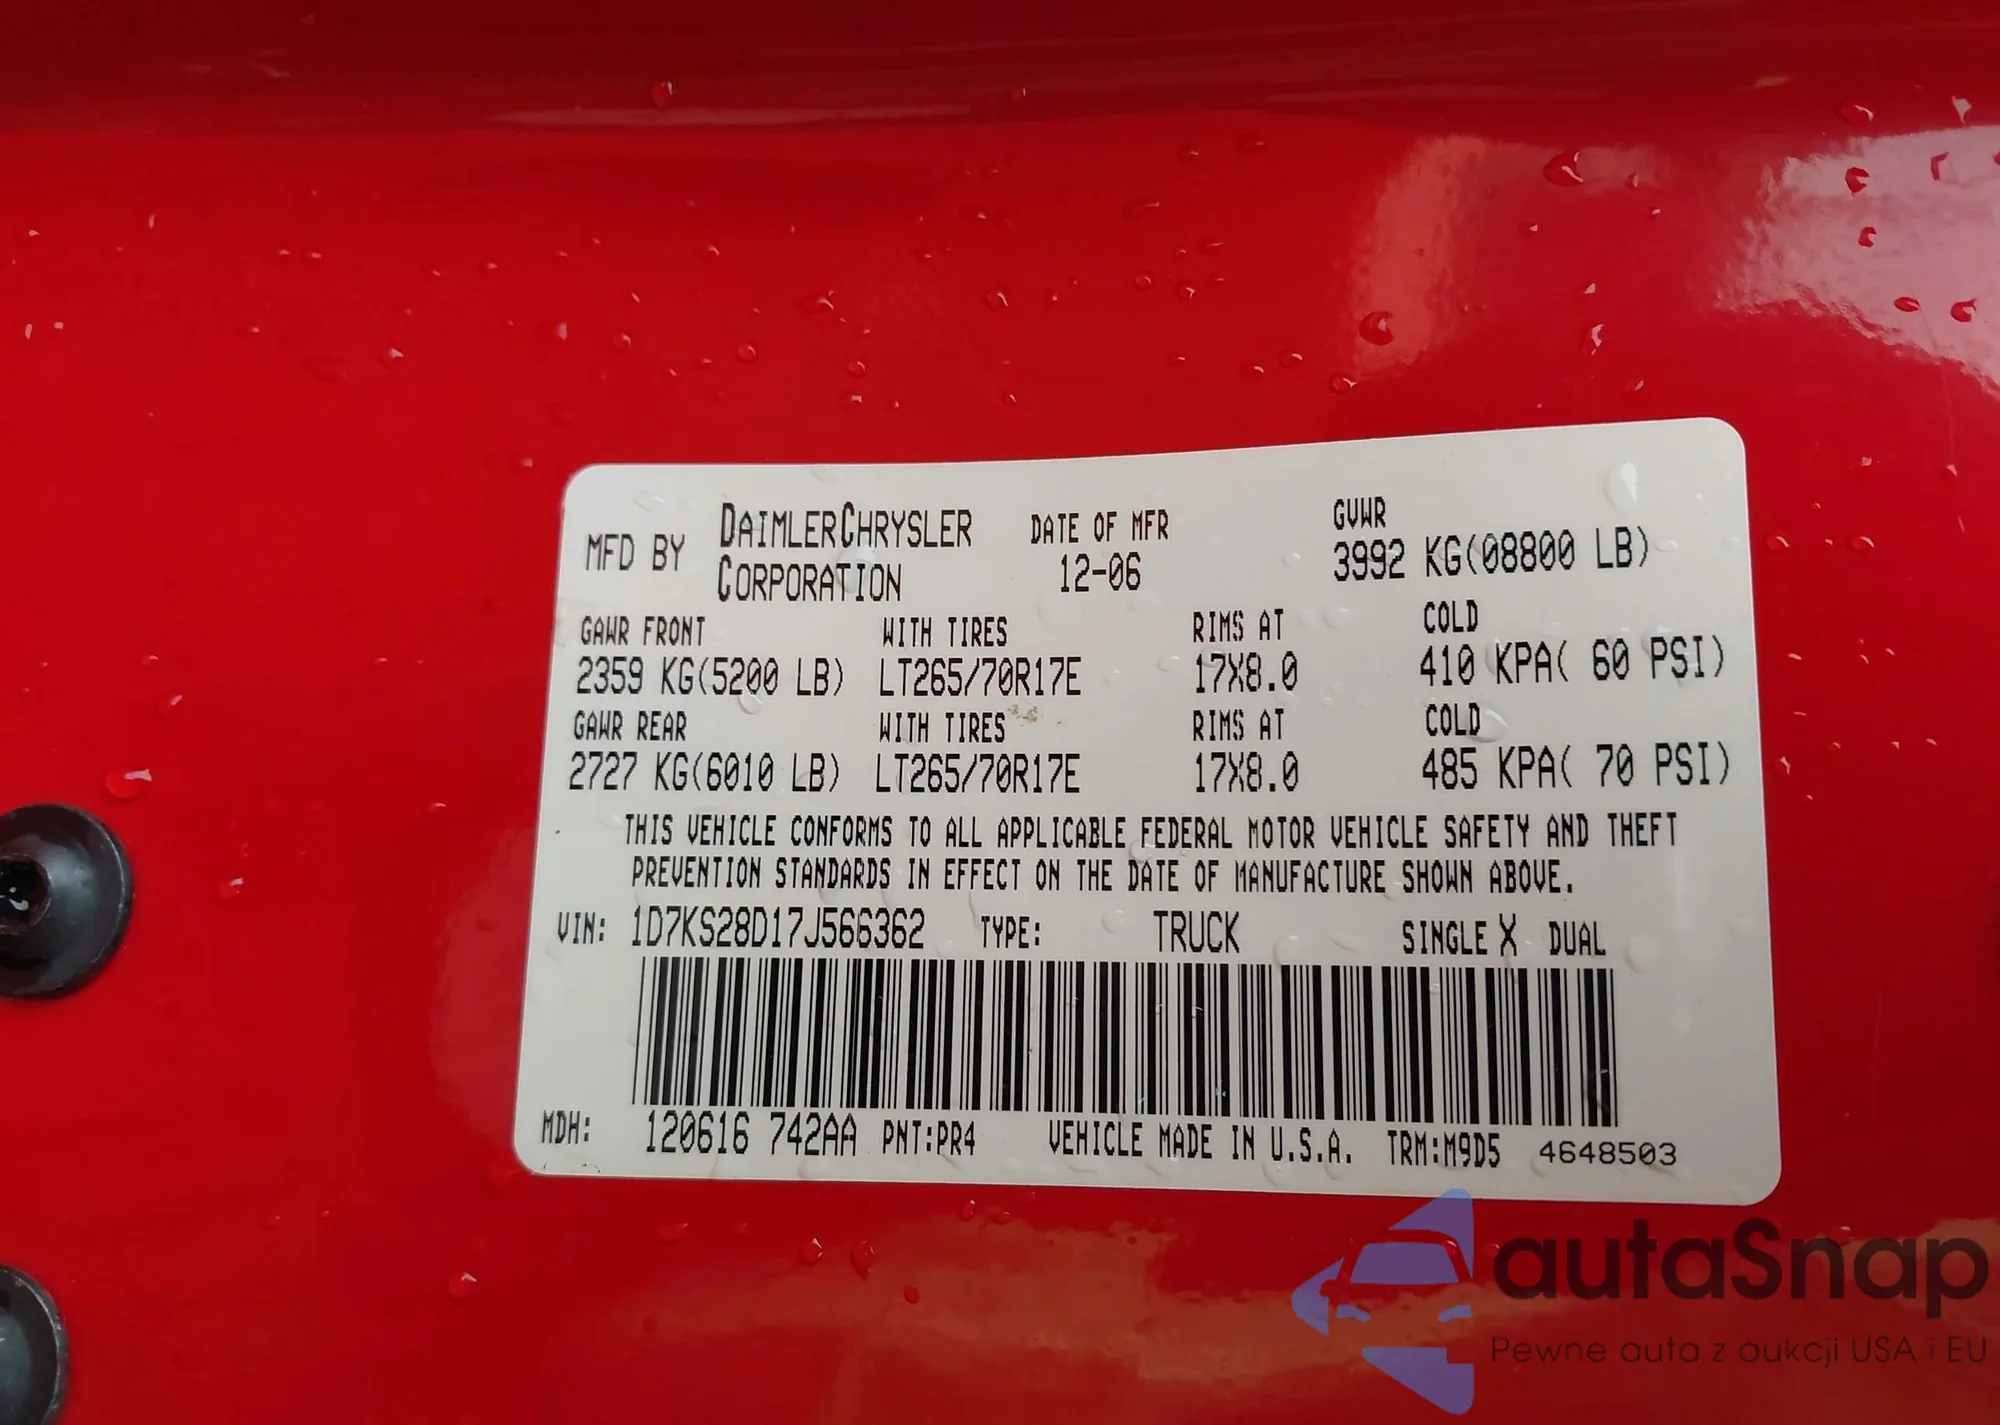 MFD BY DAIMLERCHRYSLER CORPORATION DATE OF MFR 12-06 GVWR 3992 KG(08800 LB)
GAWR FRONT WITH TIRES RIMS AT COLD
2359 KG(5200 LB) LT265/70R17E 17X8.0 410 KPA( 60 PSI)
GAWR REAR WITH TIRES RIMS AT COLD
2727 KG(6010 LB) LT265/70R17E 17X8.0 485 KPA( 70 PSI)
THIS VEHICLE CONFORMS TO ALL APPLICABLE FEDERAL MOTOR VEHICLE SAFETY AND THEFT
PREVENTION STANDARDS IN EFFECT ON THE DATE OF MANUFACTURE SHOWN ABOVE.
VIN: 1D7KS28D17J566362 TYPE: TRUCK SINGLE X DUAL
MDH: 120616 742AA PNT:PR4 VEHICLE MADE IN U.S.A. TRM:M9D5 4648503
autaSnap
Pewne auta z aukcji USA i EU